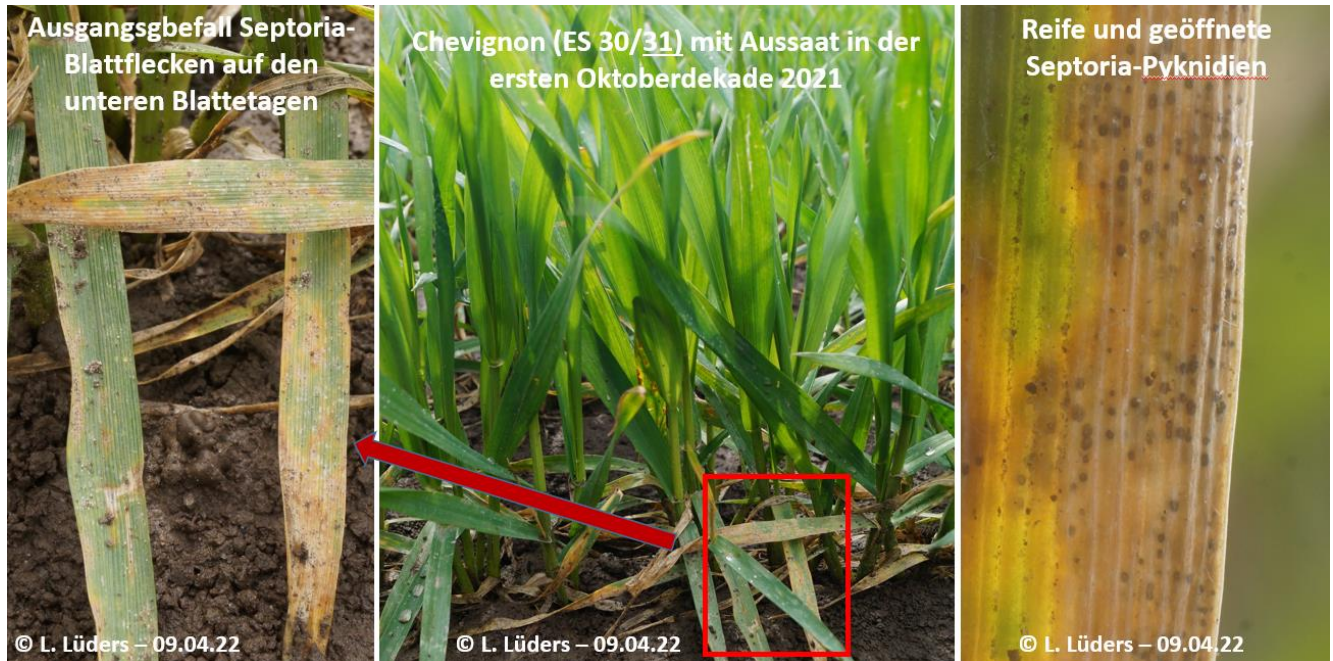 Ausgangsgbefall Septoria-
Blattflecken auf den
unteren Blattetagen
© L. Lüders – 09.04.22
Chevignon (ES 30/31) mit Aussaat in der
ersten Oktoberdekade 2021
© L. Lüders – 09.04.22
Reife und geöffnete
Septoria-Pyknidien
© L. Lüders – 09.04.22